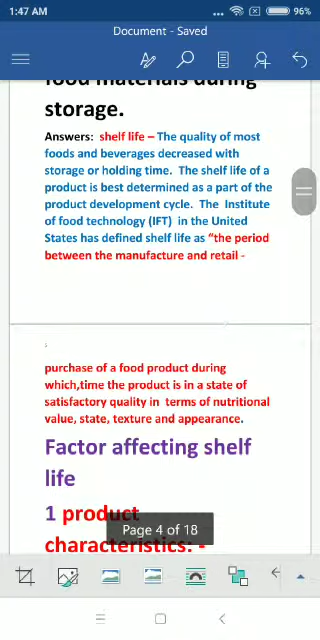 1:47 AM
96%
Document - Saved
food materials during
storage.
Answers: shelf life – The quality of most
foods and beverages decreased with
storage or holding time. The shelf life of a
product is best determined as a part of the
product development cycle. The Institute
of food technology (IFT) in the United
States has defined shelf life as "the period
between the manufacture and retail -
purchase of a food product during
which,time the product is in a state of
satisfactory quality in terms of nutritional
value, state, texture and appearance.
Factor affecting shelf
life
1 product
Page 4 of 18
characteristics: -